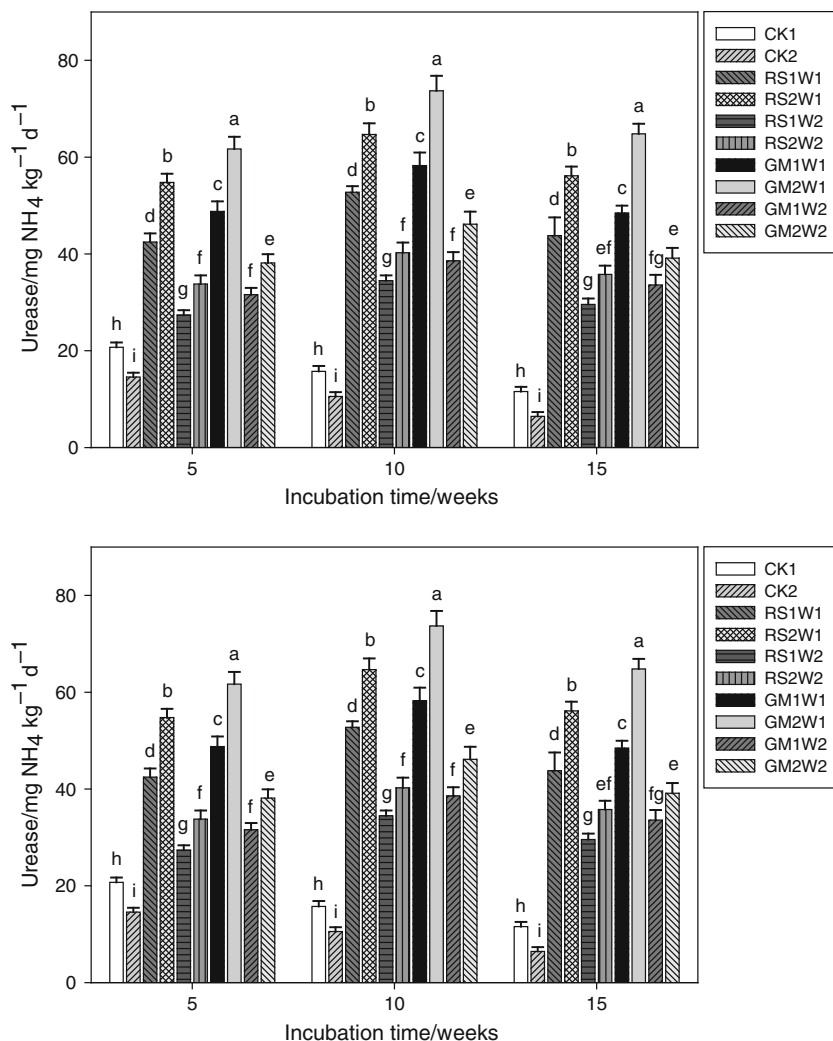 80
60
40
20
0
Urease/mg NH4 kg−1 d−1
h
i
d
b
g
f
c
a
f
e
h
i
d
b
g
f
c
a
f
e
h
i
d
b
g
ef
c
a
fg
e
5
10
15
Incubation time/weeks
CK1
CK2
RS1W1
RS2W1
RS1W2
RS2W2
GM1W1
GM2W1
GM1W2
GM2W2
80
60
40
20
0
Urease/mg NH4 kg−1 d−1
h
i
d
b
g
f
c
a
f
e
h
i
d
b
g
f
c
a
f
e
h
i
d
b
g
ef
c
a
fg
e
5
10
15
Incubation time/weeks
CK1
CK2
RS1W1
RS2W1
RS1W2
RS2W2
GM1W1
GM2W1
GM1W2
GM2W2